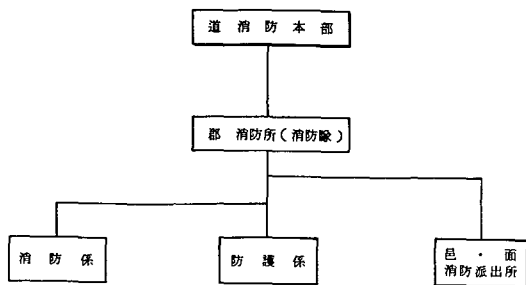 道消防本部
郡 消防所(消防隊)
消防係
防護係
邑・面
消防派出所